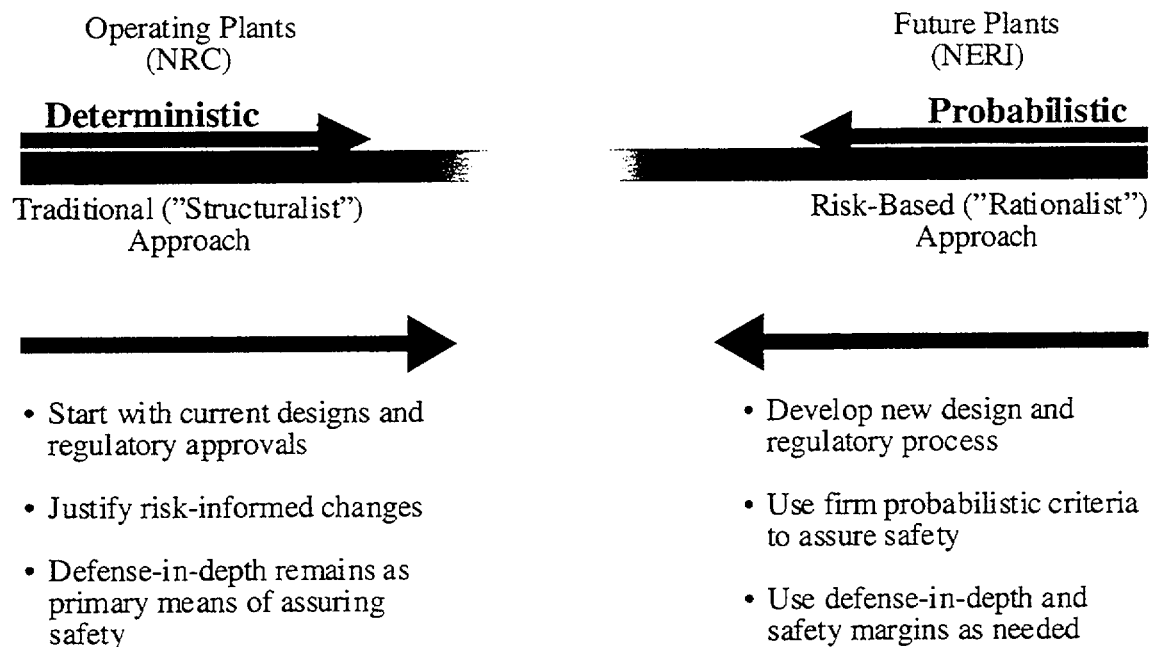 Operating Plants
(NRC)
Deterministic
Traditional ("Structuralist")
Approach
Future Plants
(NERI)
Probabilistic
Risk-Based ("Rationalist")
Approach
• Start with current designs and
regulatory approvals
• Justify risk-informed changes
• Defense-in-depth remains as
primary means of assuring
safety
• Develop new design and
regulatory process
• Use firm probabilistic criteria
to assure safety
• Use defense-in-depth and
safety margins as needed